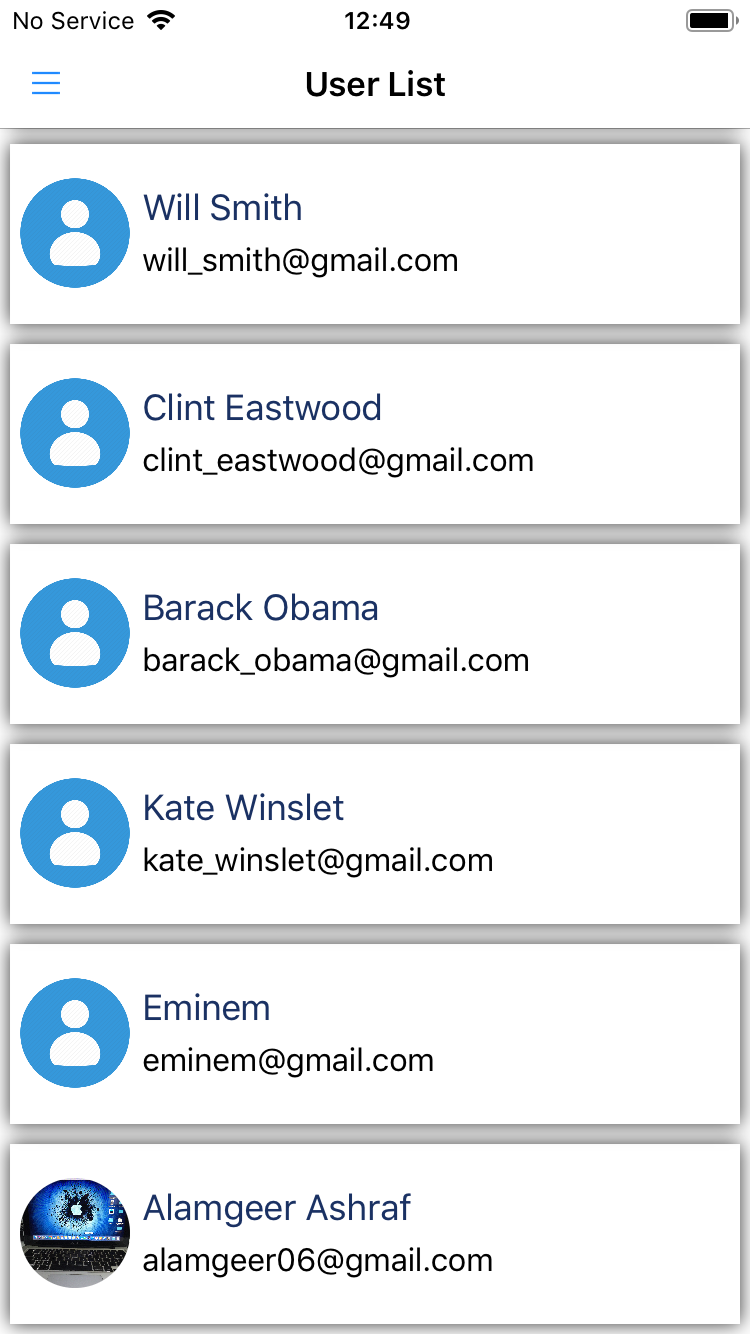 No Service 12:49
User List
Will Smith
will_smith@gmail.com
Clint Eastwood
clint_eastwood@gmail.com
Barack Obama
barack_obama@gmail.com
Kate Winslet
kate_winslet@gmail.com
Eminem
eminem@gmail.com
Alamgeer Ashraf
alamgeer06@gmail.com